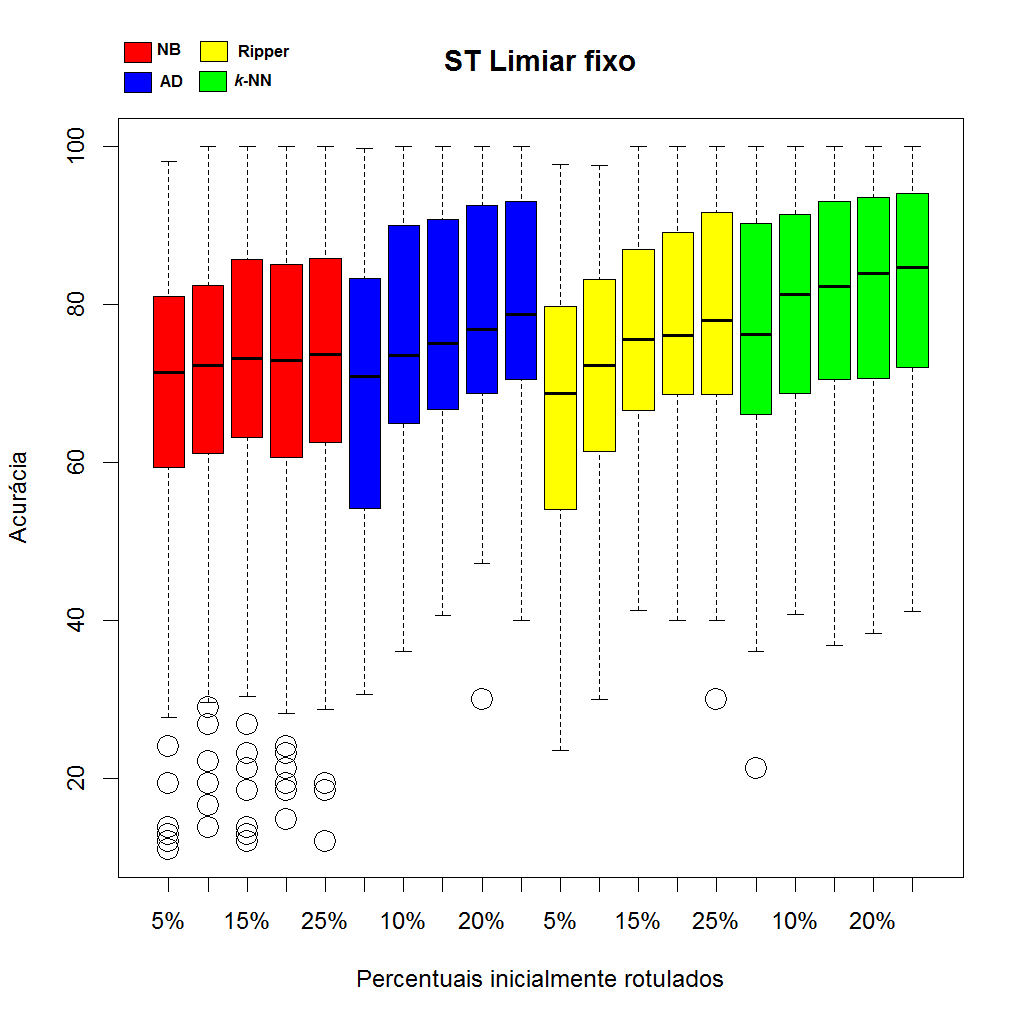 NB Ripper
AD k-NN
ST Limiar fixo
100
80
60
40
20
Acurácia
5% 15% 25% 10% 20% 5% 15% 25% 10% 20%
Percentuais inicialmente rotulados